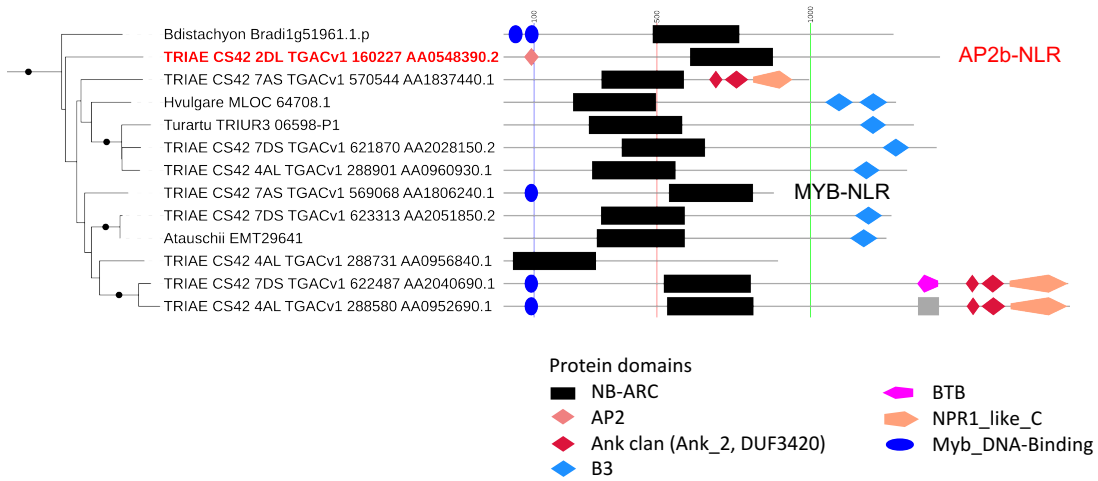 100
500
1000
Bdistachyon Bradi1g51961.1.p
TRIAE CS42 2DL TGACv1 160227 AA0548390.2
AP2b-NLR
TRIAE CS42 7AS TGACv1 570544 AA1837440.1
Hvulgare MLOC 64708.1
Turartu TRIUR3 06598-P1
TRIAE CS42 7DS TGACv1 621870 AA2028150.2
TRIAE CS42 4AL TGACv1 288901 AA0960930.1
TRIAE CS42 7AS TGACv1 569068 AA1806240.1
MYB-NLR
TRIAE CS42 7DS TGACv1 623313 AA2051850.2
Atauschii EMT29641
TRIAE CS42 4AL TGACv1 288731 AA0956840.1
TRIAE CS42 7DS TGACv1 622487 AA2040690.1
TRIAE CS42 4AL TGACv1 288580 AA0952690.1
Protein domains
NB-ARC
AP2
Ank clan (Ank_2, DUF3420)
B3
BTB
NPR1_like_C
Myb_DNA-Binding